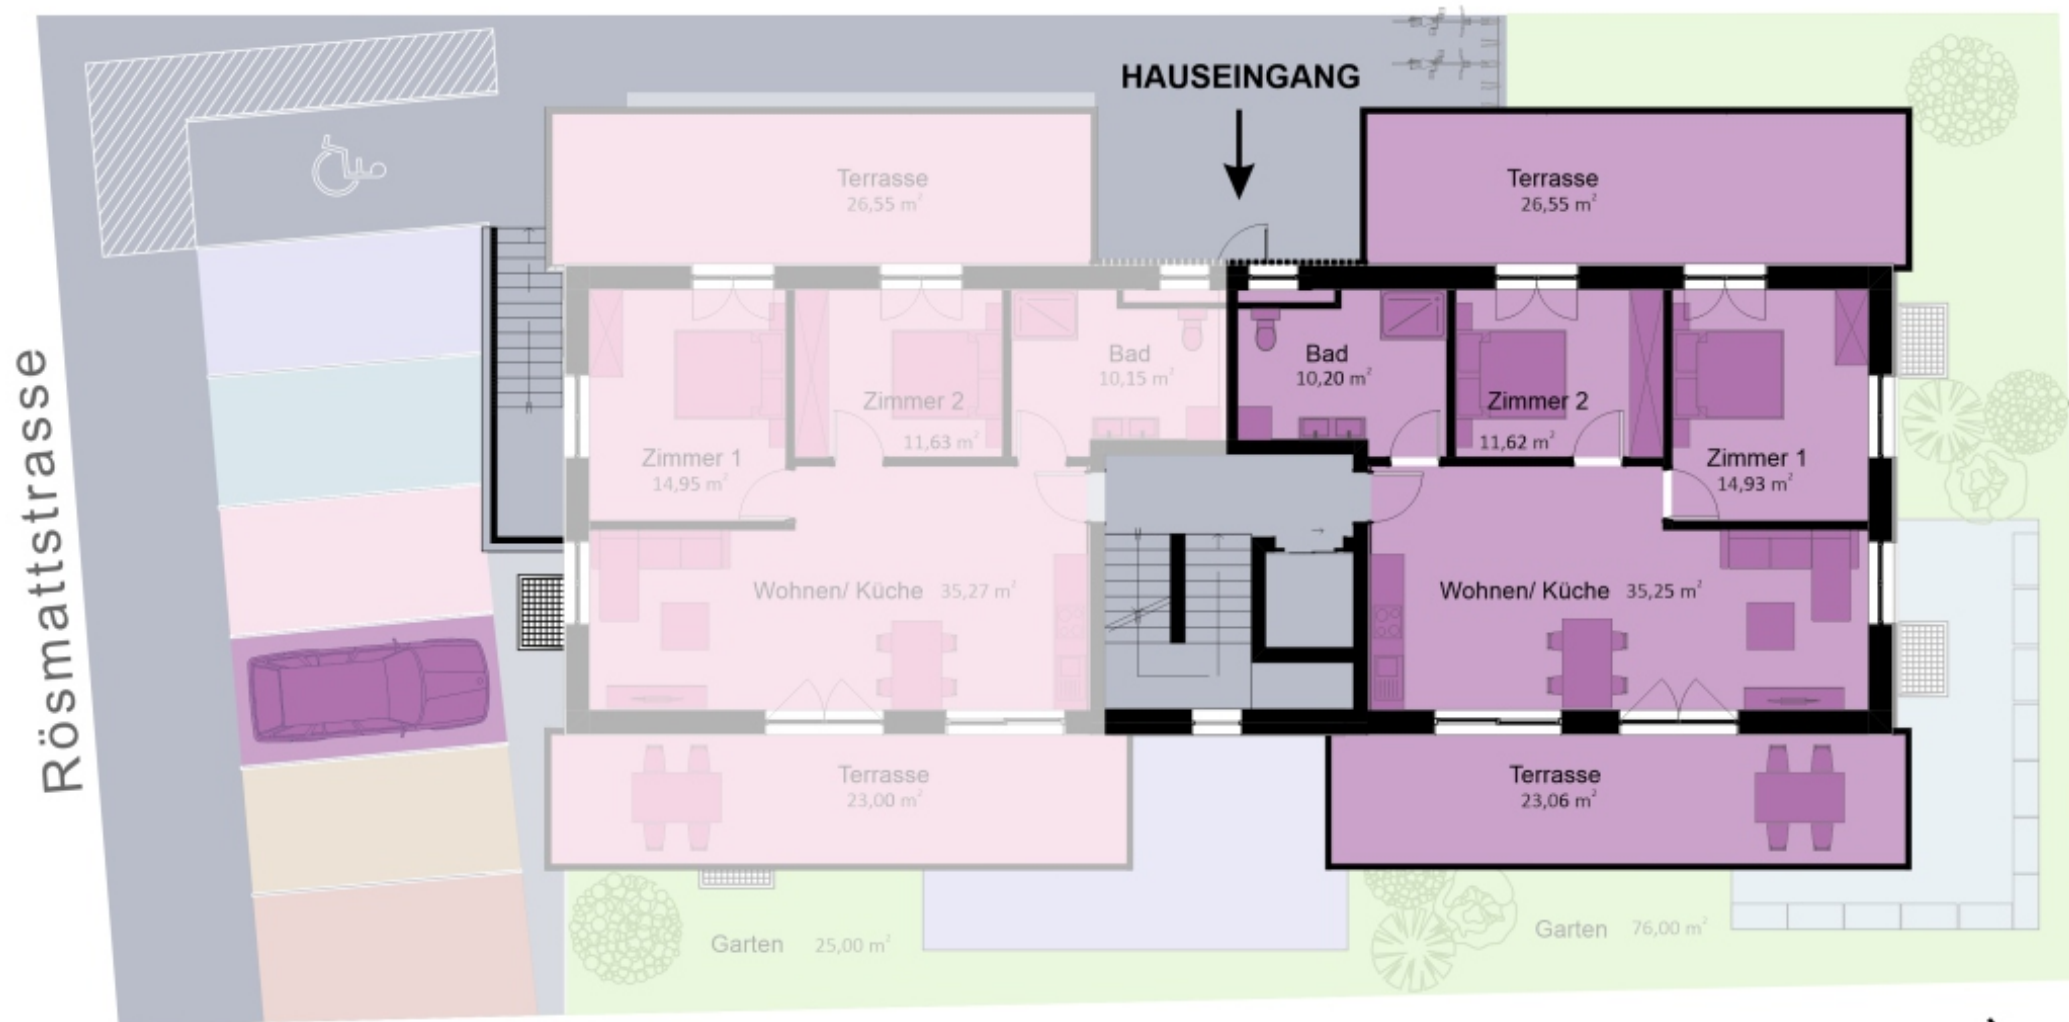 HAUSEINGANG
Terrasse
26,55 m²
Terrasse
26,55 m²
Rösmattstrasse
Bad
10,15 m²
Bad
10,20 m²
Zimmer 2
11,63 m²
Zimmer 2
11,62 m²
Zimmer 1
14,95 m²
Zimmer 1
14,93 m²
Wohnen/ Küche 35,27 m²
Wohnen/ Küche 35,25 m²
Terrasse
23,00 m²
Terrasse
23,06 m²
Garten 25,00 m²
Garten 76,00 m²